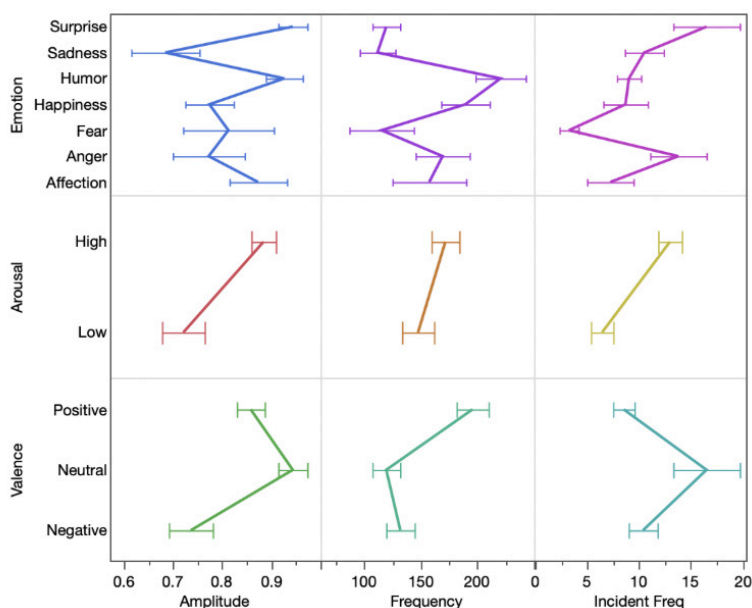 Emotion
Surprise
Sadness
Humor
Happiness
Fear
Anger
Affection
Arousal
High
Low
Valence
Positive
Neutral
Negative
0.6 0.7 0.8 0.9
100 150 200
0 5 10 15 20
Amplitude Frequency Incident Freq